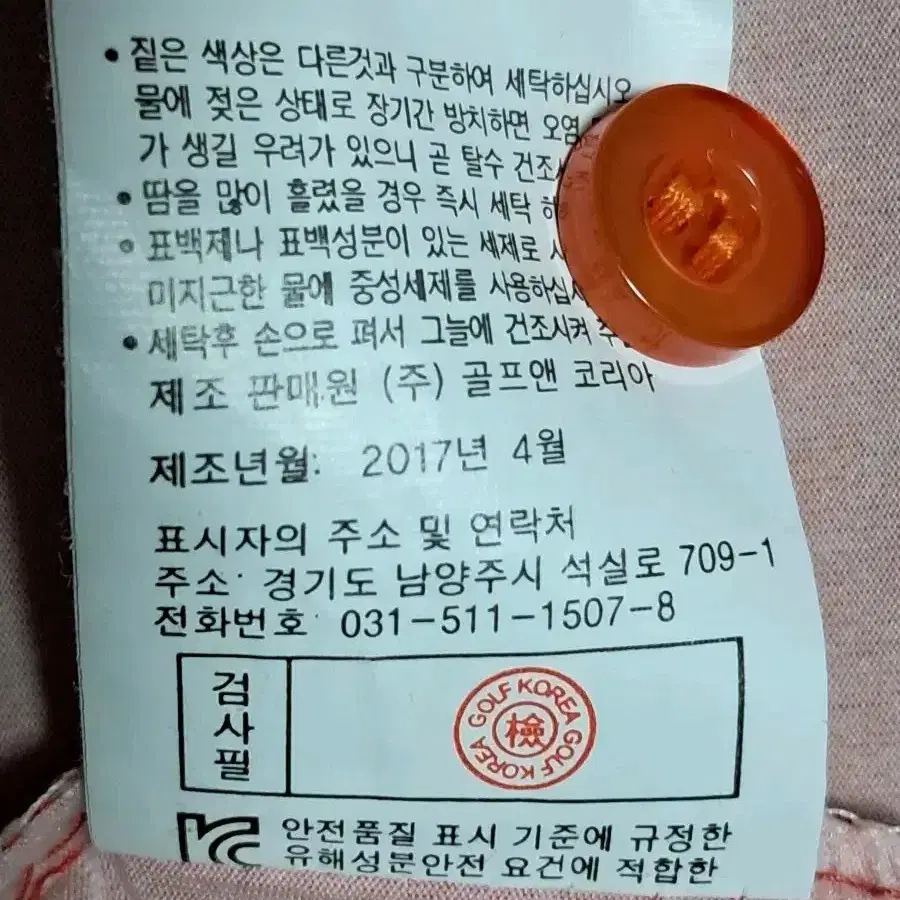 • 짙은 색상은 다른것과 구분하여 세탁하십시오
물에 젖은 상태로 장기간 방치하면 오염
가 생길 우려가 있으니 곧 탈수 건조
• 땀을 많이 흘렸을 경우 즉시 세탁
• 표백제나 표백성분이 있는 세제로
미지근한 물에 중성세제를 사용하십시
• 세탁후 손으로 펴서 그늘에 건조시켜
제조 판매원 (주) 골프앤 코리아
제조년월: 2017년 4월
표시자의 주소 및 연락처
주소: 경기도 남양주시 석실로 709-1
전화번호 031-511-1507-8
검사필
GOLF KOREA GOLF KOREA
檢
안전품질 표시 기준에 규정한
유해성분안전 요건에 적합한